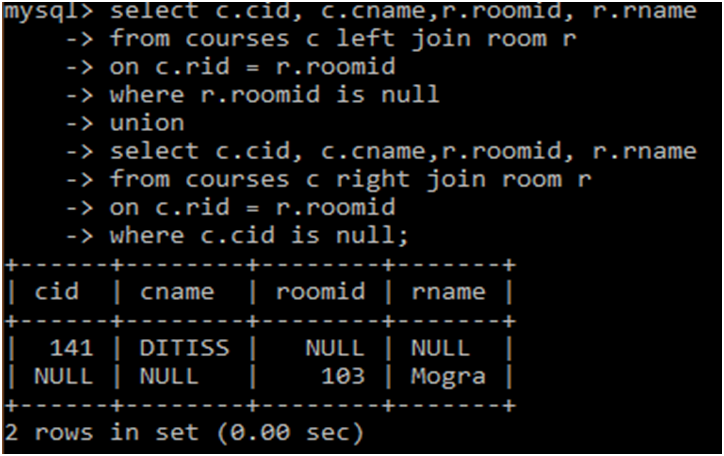 mysql> select c.cid, c.cname,r.roomid, r.rname
    -> from courses c left join room r
    -> on c.rid = r.roomid
    -> where r.roomid is null
    -> union
    -> select c.cid, c.cname,r.roomid, r.rname
    -> from courses c right join room r
    -> on c.rid = r.roomid
    -> where c.cid is null;
+------+--------+--------+-------+
| cid  | cname  | roomid | rname |
+------+--------+--------+-------+
|  141 | DITISS |   NULL | NULL  |
| NULL | NULL   |    103 | Mogra |
+------+--------+--------+-------+
2 rows in set (0.00 sec)